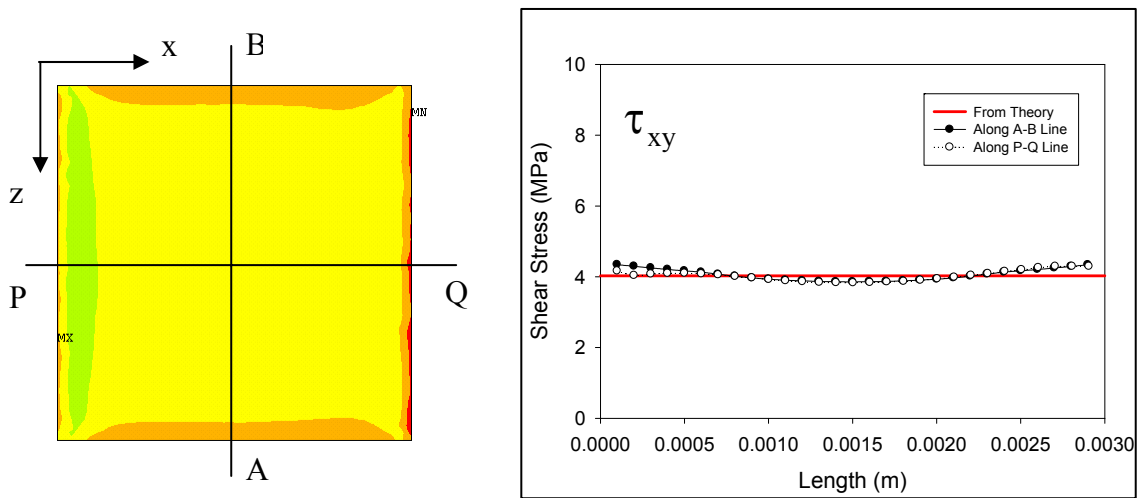 x
B
MN
z
P
Q
MX
A
τxy
From Theory
Along A-B Line
Along P-Q Line
Shear Stress (MPa)
10
8
6
4
2
0
0.0000 0.0005 0.0010 0.0015 0.0020 0.0025 0.0030
Length (m)